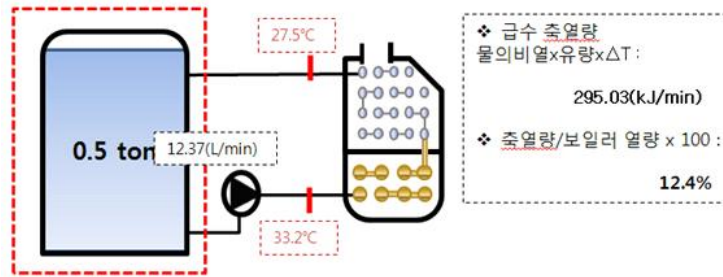 27.5℃
0.5 ton
12.37(L/min)
33.2℃
❖ 급수 축열량
물의비열x유량x△T :
295.03(kJ/min)
❖ 축열량/보일러 열량 x 100 :
12.4%